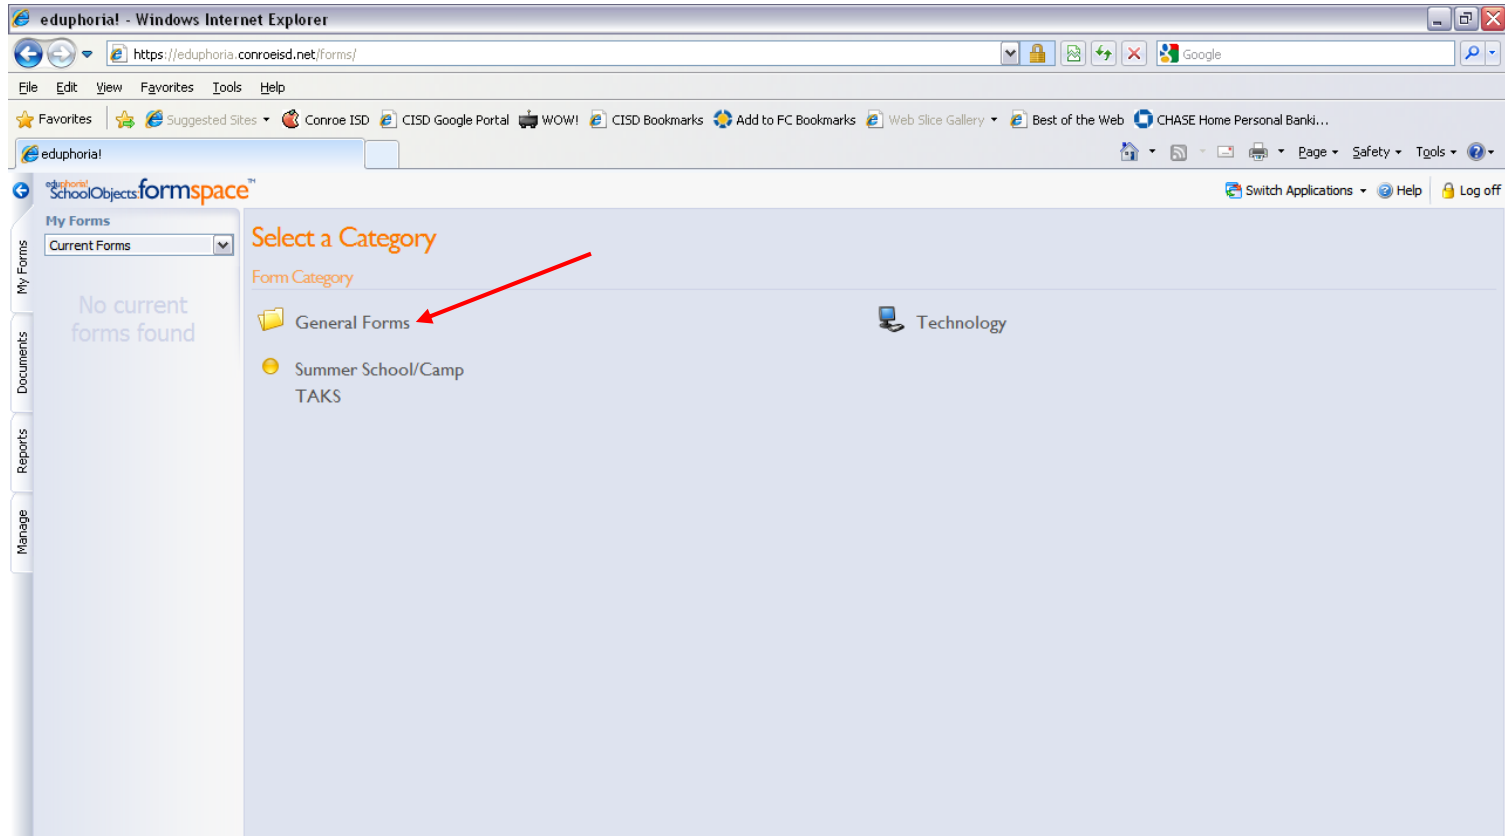 eduphoria! - Windows Internet Explorer
https://eduphoria.conroeisd.net/forms/
Google
File Edit View Favorites Tools Help
Favorites Suggested Sites Conroe ISD CISD Google Portal WOW! CISD Bookmarks Add to FC Bookmarks Web Slice Gallery Best of the Web CHASE Home Personal Banki...
eduphoria!
Page Safety Tools
eduphoria!
SchoolObjects:formspace™
Switch Applications Help Log off
My Forms
Current Forms
No current
forms found
My Forms
Documents
Reports
Manage
Select a Category
Form Category
General Forms
Technology
Summer School/Camp
TAKS